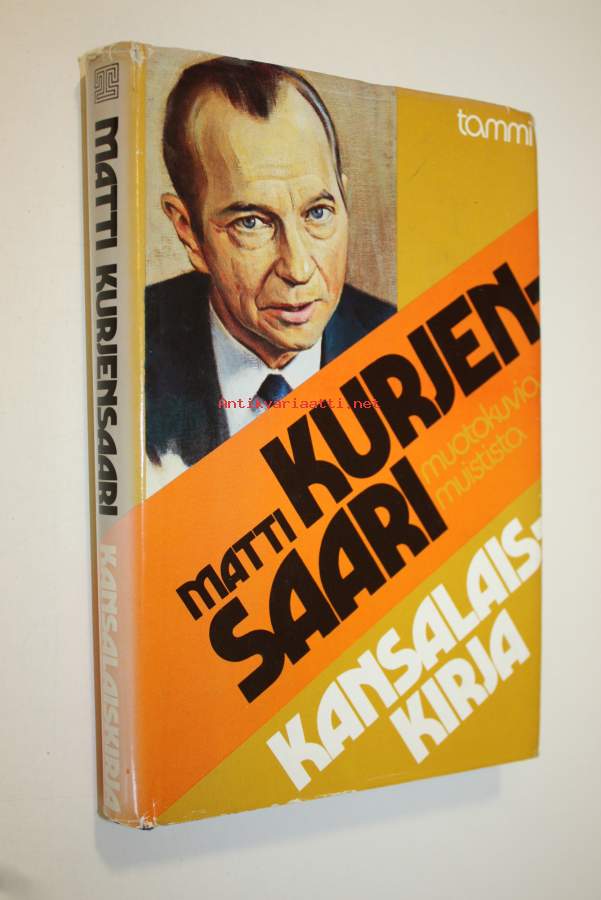 tammi
MATTI KURJEN-
SAARI
muotokuvia
muistista
KANSALAIS-
KIRJA
MATTI KURJENSAARI KANSALAISKIRJA
Antikvariaatti.net